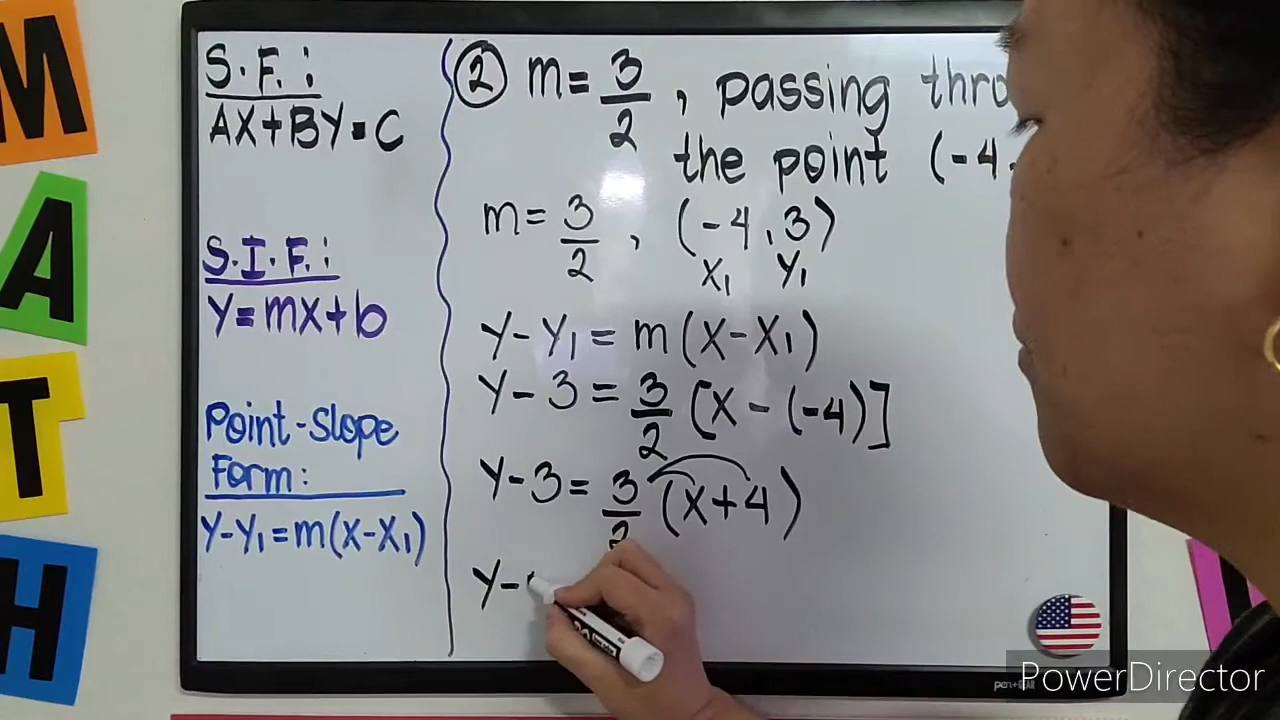 M
A
T
H
S.F.:
AX+BY=C
S.I.F.:
Y=mX+b
Point-Slope
Form:
Y-Y₁=m(X-X₁)
② m=3/2, passing
the point (-4
m=3/2, (-4,3)
X₁ Y₁
Y-Y₁=m(X-X₁)
Y-3=3/2[X-(-4)]
Y-3=3/2(X+4)
Y-
PowerDirector